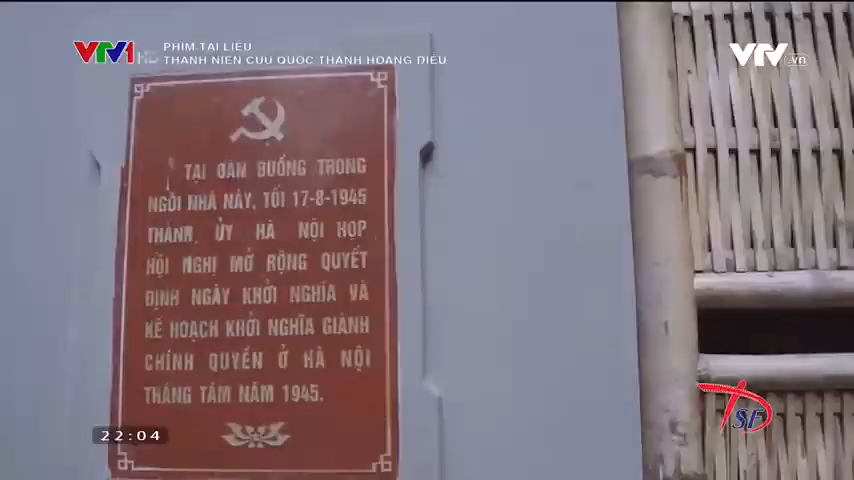 VTV1 HD
PHIM TÀI LIỆU
THANH NIÊN CỨU QUỐC THÀNH HOÀNG DIỆU
VTV.vn
TẠI GIAN BUỒNG TRONG
NGÔI NHÀ NÀY, TỐI 17-8-1945
THÀNH ỦY HÀ NỘI HỌP
HỘI NGHỊ MỞ RỘNG QUYẾT
ĐỊNH NGÀY KHỞI NGHĨA VÀ
KẾ HOẠCH KHỞI NGHĨA GIÀNH
CHÍNH QUYỀN Ở HÀ NỘI
THÁNG TÁM NĂM 1945.
22:04
DSF